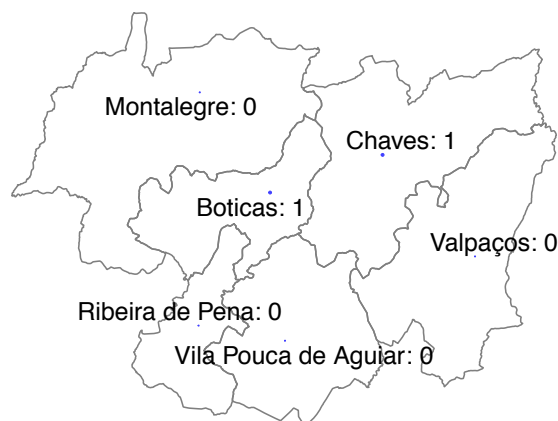 Montalegre: 0
Chaves: 1
Boticas: 1
Valpaços: 0
Ribeira de Pena: 0
Vila Pouca de Aguiar: 0